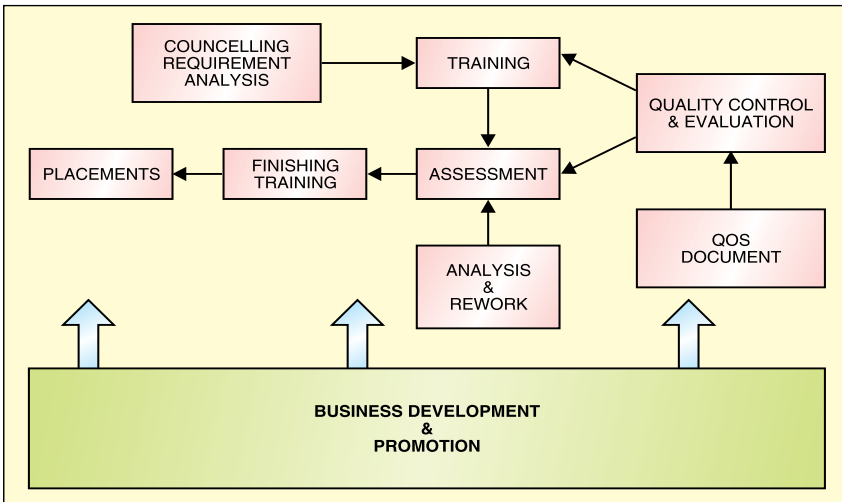 COUNCELLING
REQUIREMENT
ANALYSIS
TRAINING
QUALITY CONTROL
& EVALUATION
PLACEMENTS
FINISHING
TRAINING
ASSESSMENT
QOS
DOCUMENT
ANALYSIS
&
REWORK
BUSINESS DEVELOPMENT
&
PROMOTION